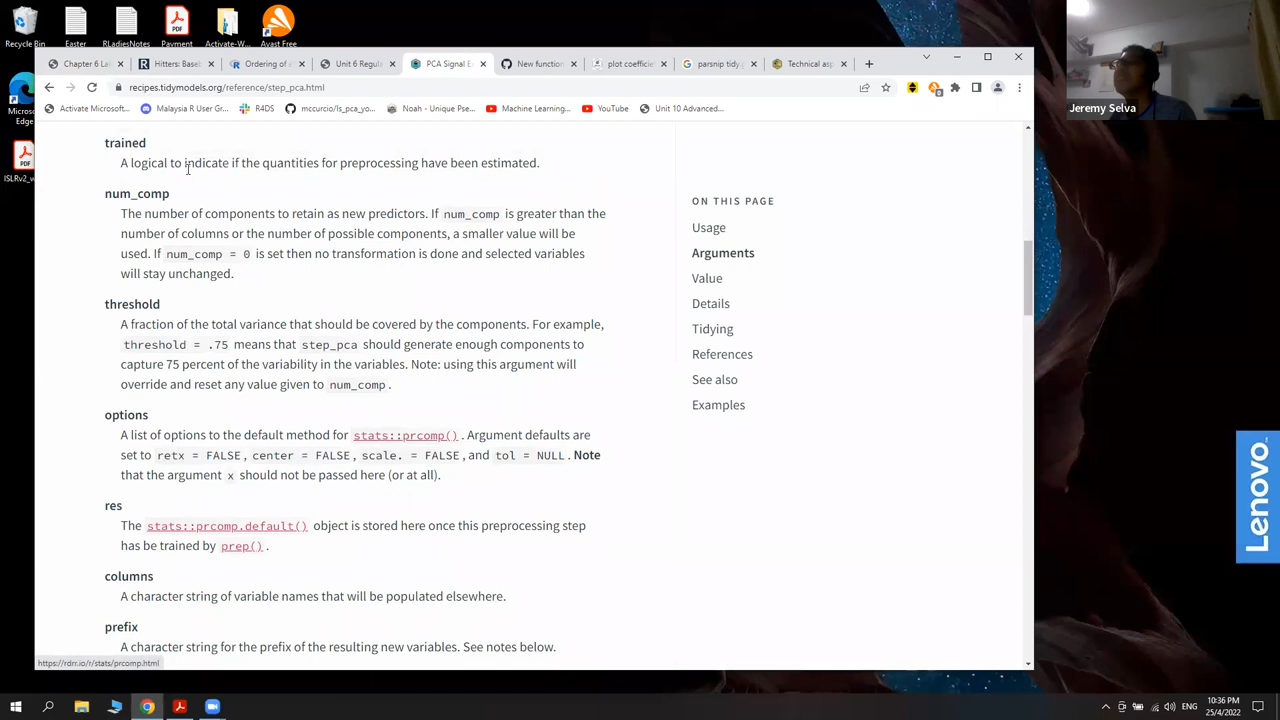 Recycle Bin
Easter
RLadiesNotes
Payment
Activate-W...
Avast Free
Chapter 6 La
Hitters: Baseb
Ordering of a
Unit 6 Regula
PCA Signal E
New function
plot coefficie
parsnip tidy.g
Technical asp
recipes.tidymodels.org/reference/step_pca.html
Activate Microsoft...
Malaysia R User Gr...
R4DS
mccurcio/ls_pca_yo...
Noah - Unique Pse...
Machine Learning...
YouTube
Unit 10 Advanced...
Jeremy Selva
Microsoft
Edge
ISLRv2_w
trained
A logical to indicate if the quantities for preprocessing have been estimated.
num_comp
The number of components to retain as new predictors. If num_comp is greater than the
number of columns or the number of possible components, a smaller value will be
used. If num_comp = 0 is set then no transformation is done and selected variables
will stay unchanged.
threshold
A fraction of the total variance that should be covered by the components. For example,
threshold = .75 means that step_pca should generate enough components to
capture 75 percent of the variability in the variables. Note: using this argument will
override and reset any value given to num_comp.
options
A list of options to the default method for stats::prcomp(). Argument defaults are
set to retx = FALSE, center = FALSE, scale. = FALSE, and tol = NULL. Note
that the argument x should not be passed here (or at all).
res
The stats::prcomp.default() object is stored here once this preprocessing step
has be trained by prep().
columns
A character string of variable names that will be populated elsewhere.
prefix
A character string for the prefix of the resulting new variables. See notes below.
ON THIS PAGE
Usage
Arguments
Value
Details
Tidying
References
See also
Examples
https://rdrr.io/r/stats/prcomp.html
Lenovo
ENG
10:36 PM
25/4/2022